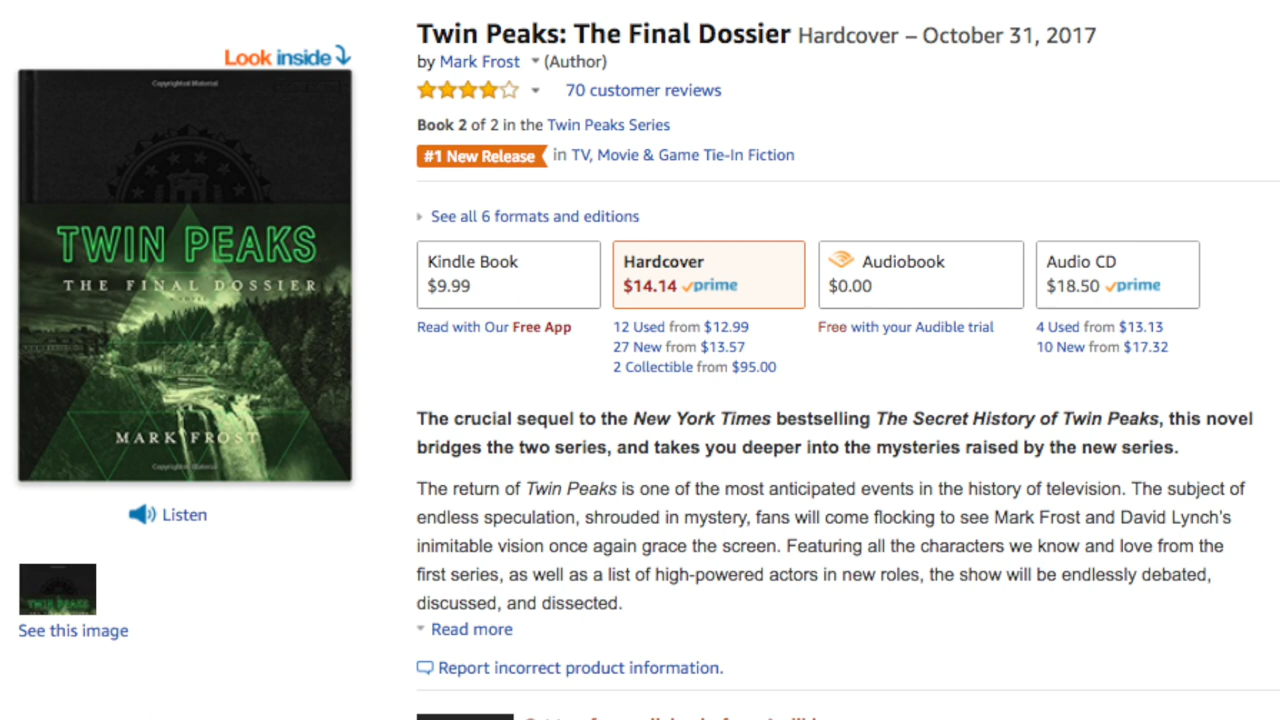 Look inside
Copyrighted Material
TWIN PEAKS
THE FINAL DOSSIER
MARK FROST
Copyrighted Material
Listen
TWIN PEAKS
See this image
Twin Peaks: The Final Dossier Hardcover – October 31, 2017
by Mark Frost (Author)
70 customer reviews
Book 2 of 2 in the Twin Peaks Series
#1 New Release in TV, Movie & Game Tie-In Fiction
See all 6 formats and editions
Kindle Book
$9.99
Read with Our Free App
Hardcover
$14.14 prime
12 Used from $12.99
27 New from $13.57
2 Collectible from $95.00
Audiobook
$0.00
Free with your Audible trial
Audio CD
$18.50 prime
4 Used from $13.13
10 New from $17.32
The crucial sequel to the New York Times bestselling The Secret History of Twin Peaks, this novel
bridges the two series, and takes you deeper into the mysteries raised by the new series.
The return of Twin Peaks is one of the most anticipated events in the history of television. The subject of
endless speculation, shrouded in mystery, fans will come flocking to see Mark Frost and David Lynch's
inimitable vision once again grace the screen. Featuring all the characters we know and love from the
first series, as well as a list of high-powered actors in new roles, the show will be endlessly debated,
discussed, and dissected.
Read more
Report incorrect product information.